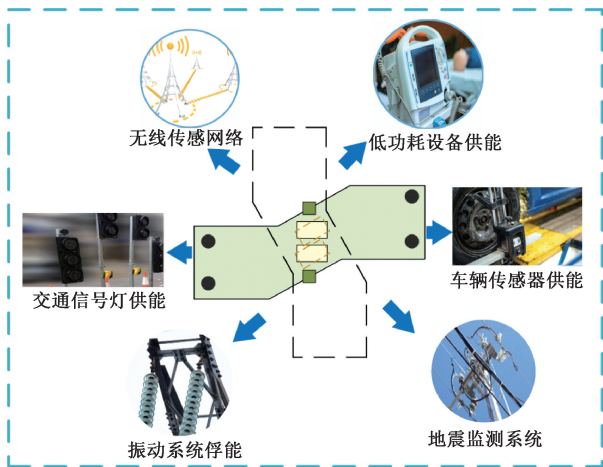 无线传感网络
低功耗设备供能
交通信号灯供能
车辆传感器供能
振动系统俘能
地震监测系统